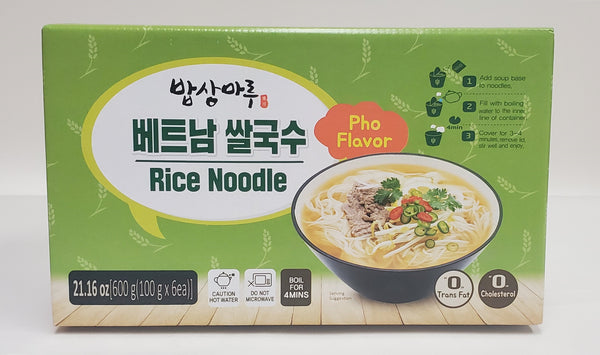 밥상마루
베트남 쌀국수
Rice Noodle
Pho
Flavor
1 Add soup base
to noodles.
2 Fill with boiling
water to the inner
line of container.
4min
3 Cover for 3~4
minutes, remove lid,
stir well and enjoy.
21.16 oz[600 g(100 g x 6ea)]
CAUTION
HOT WATER
DO NOT
MICROWAVE
BOIL
FOR
4MINS
Serving
Suggestion
0
Trans Fat
0
Cholesterol